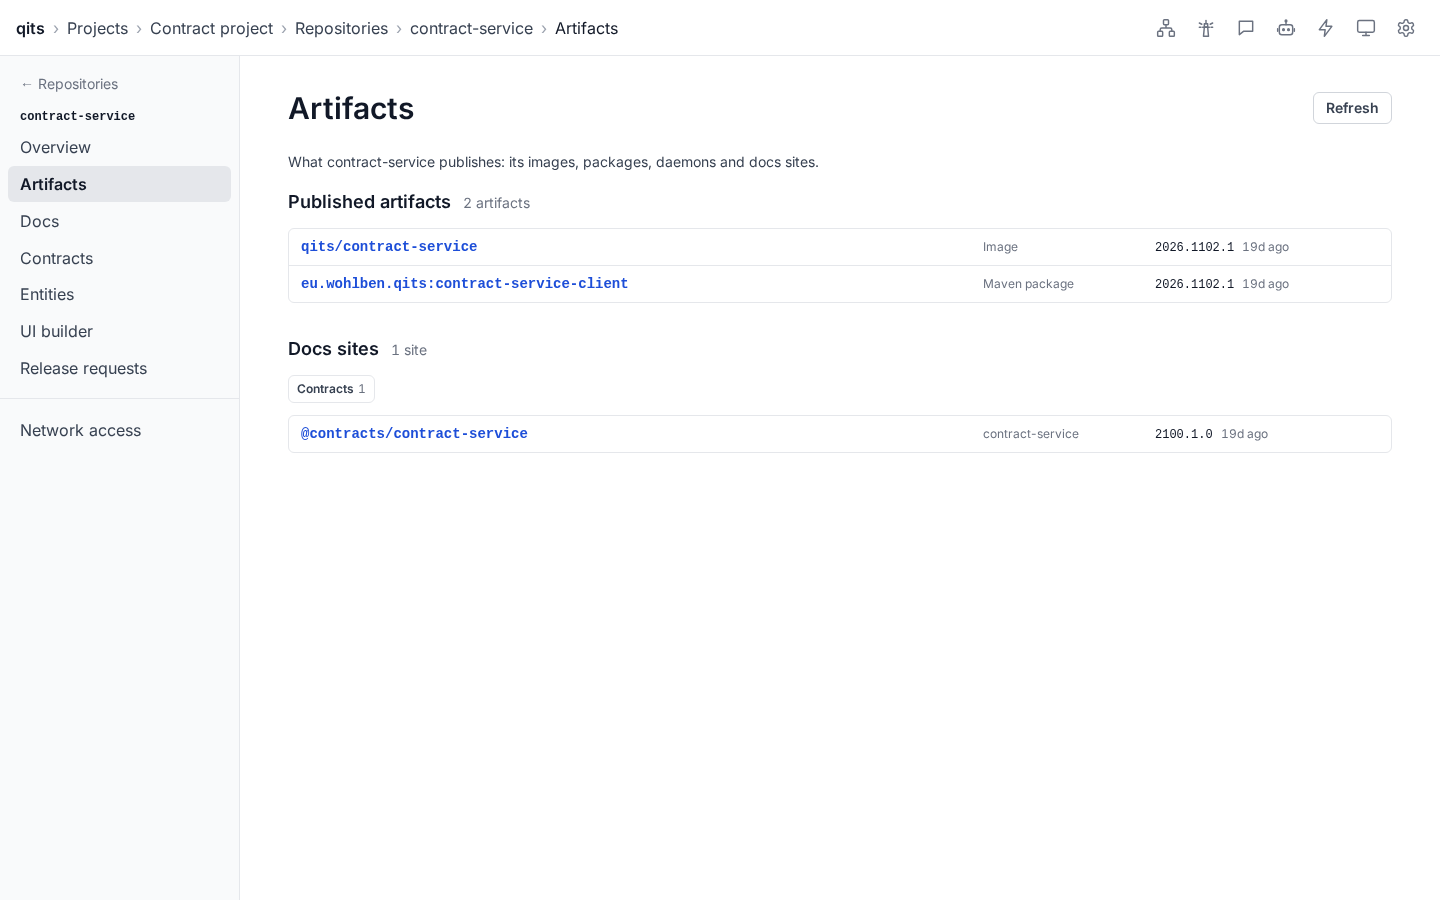 qits › Projects › Contract project › Repositories › contract-service › Artifacts
← Repositories
contract-service
Overview
Artifacts
Docs
Contracts
Entities
UI builder
Release requests
Network access
Artifacts
Refresh
What contract-service publishes: its images, packages, daemons and docs sites.
Published artifacts 2 artifacts
qits/contract-service Image 2026.1102.1 19d ago
eu.wohlben.qits:contract-service-client Maven package 2026.1102.1 19d ago
Docs sites 1 site
Contracts 1
@contracts/contract-service contract-service 2100.1.0 19d ago